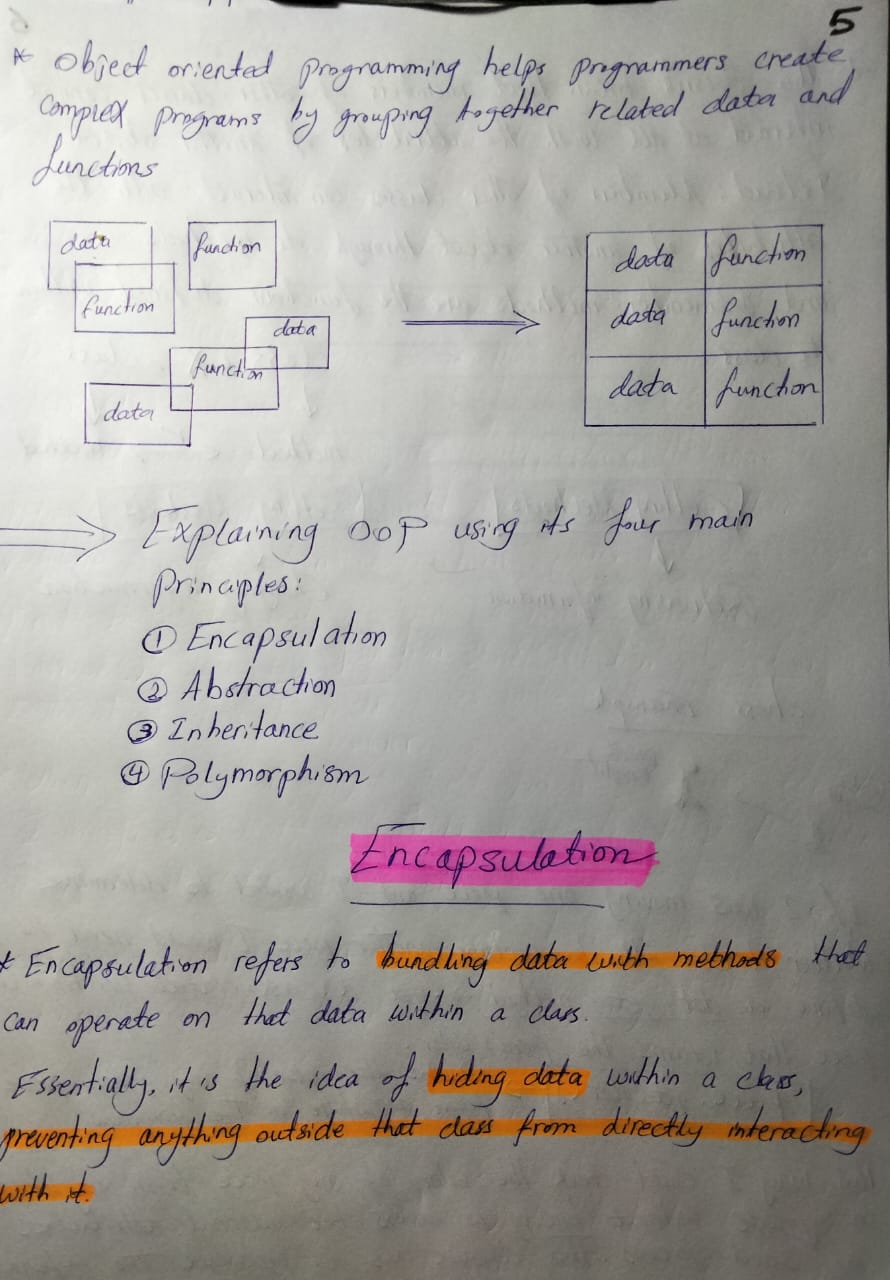 5
* Object oriented programming helps programmers create
complex programs by grouping together related data and
functions
data
function
function
data
function
data
data function
data function
data function
Explaining OOP using its four main
Principles:
① Encapsulation
② Abstraction
③ Inheritance
④ Polymorphism
Encapsulation
* Encapsulation refers to bundling data with methods that
can operate on that data within a class.
Essentially, it is the idea of hiding data within a class,
preventing anything outside that class from directly interacting
with it.